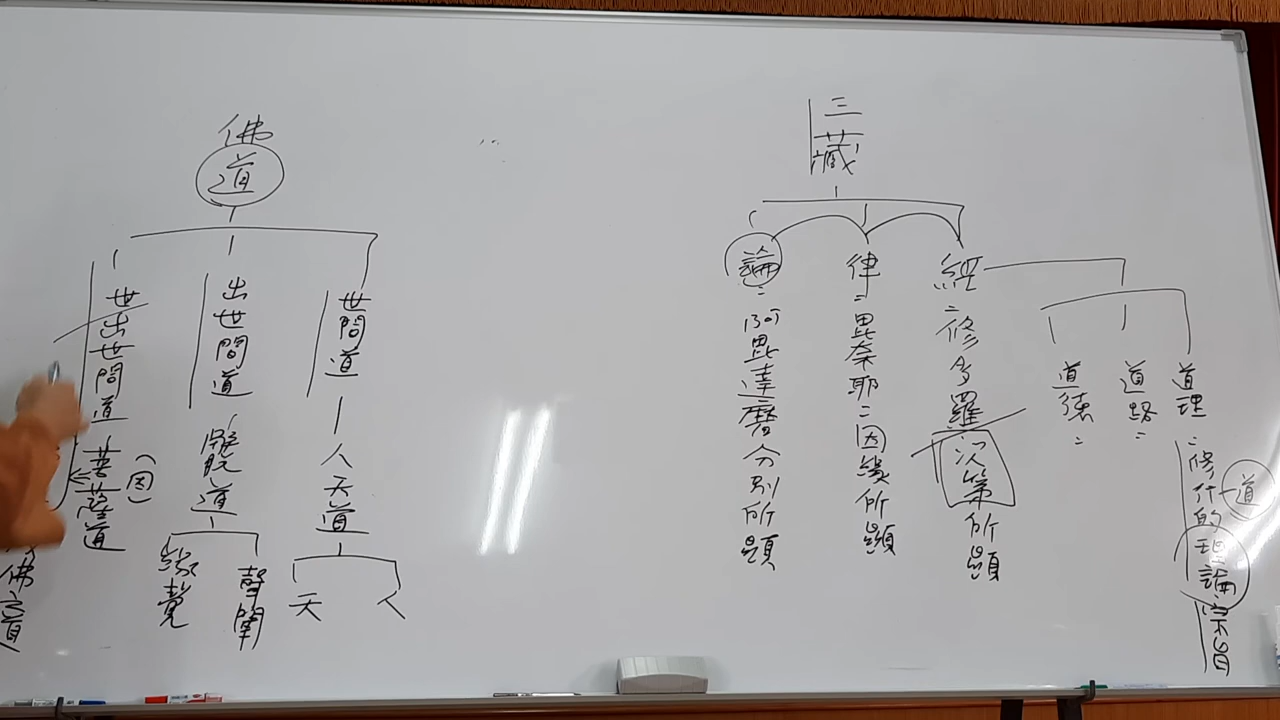 道理:修行的理論宗旨
道
道路:
道德:
三藏
經:修多羅次第所顯
律:毘奈耶:因緣所顯
論:阿毘達磨分別所顯
佛道
世間道—人天道
人
天
出世間道 解脫道
聲聞
緣覺
世出世間道—菩薩道
(因)
佛道